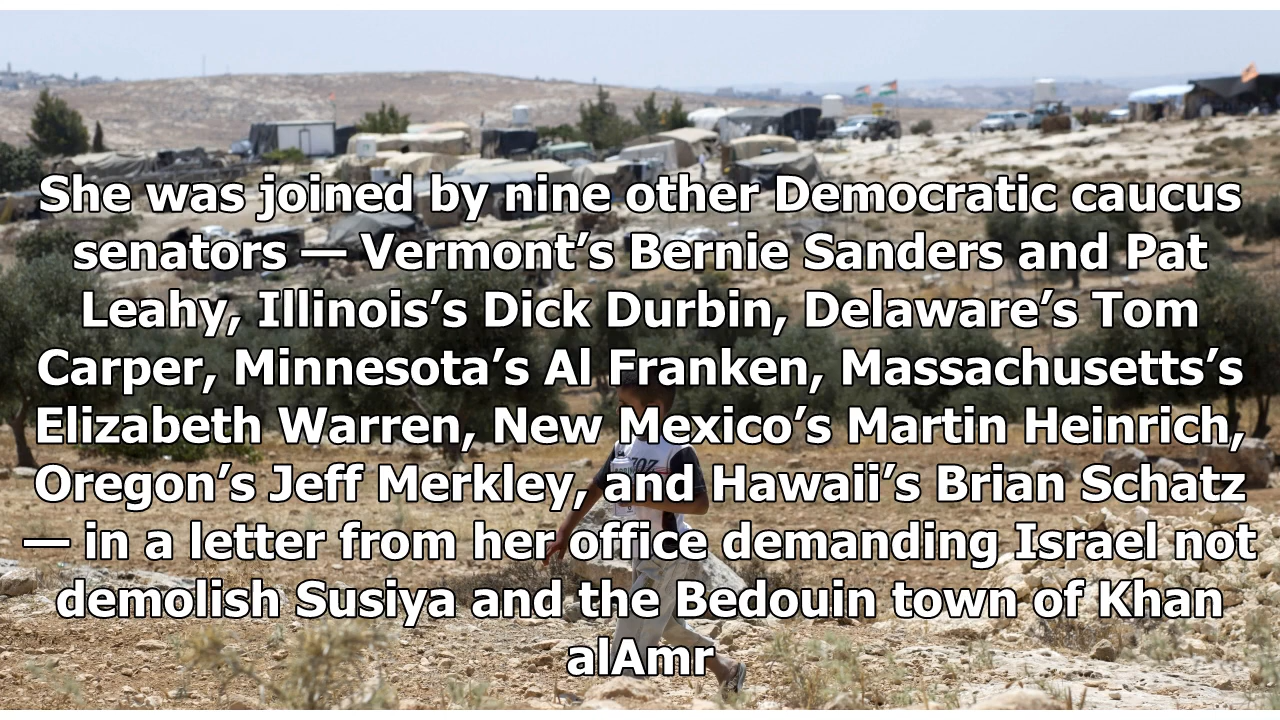 She was joined by nine other Democratic caucus
senators — Vermont’s Bernie Sanders and Pat
Leahy, Illinois’s Dick Durbin, Delaware’s Tom
Carper, Minnesota’s Al Franken, Massachusetts’s
Elizabeth Warren, New Mexico’s Martin Heinrich,
Oregon’s Jeff Merkley, and Hawaii’s Brian Schatz
— in a letter from her office demanding Israel not
demolish Susiya and the Bedouin town of Khan
alAmr